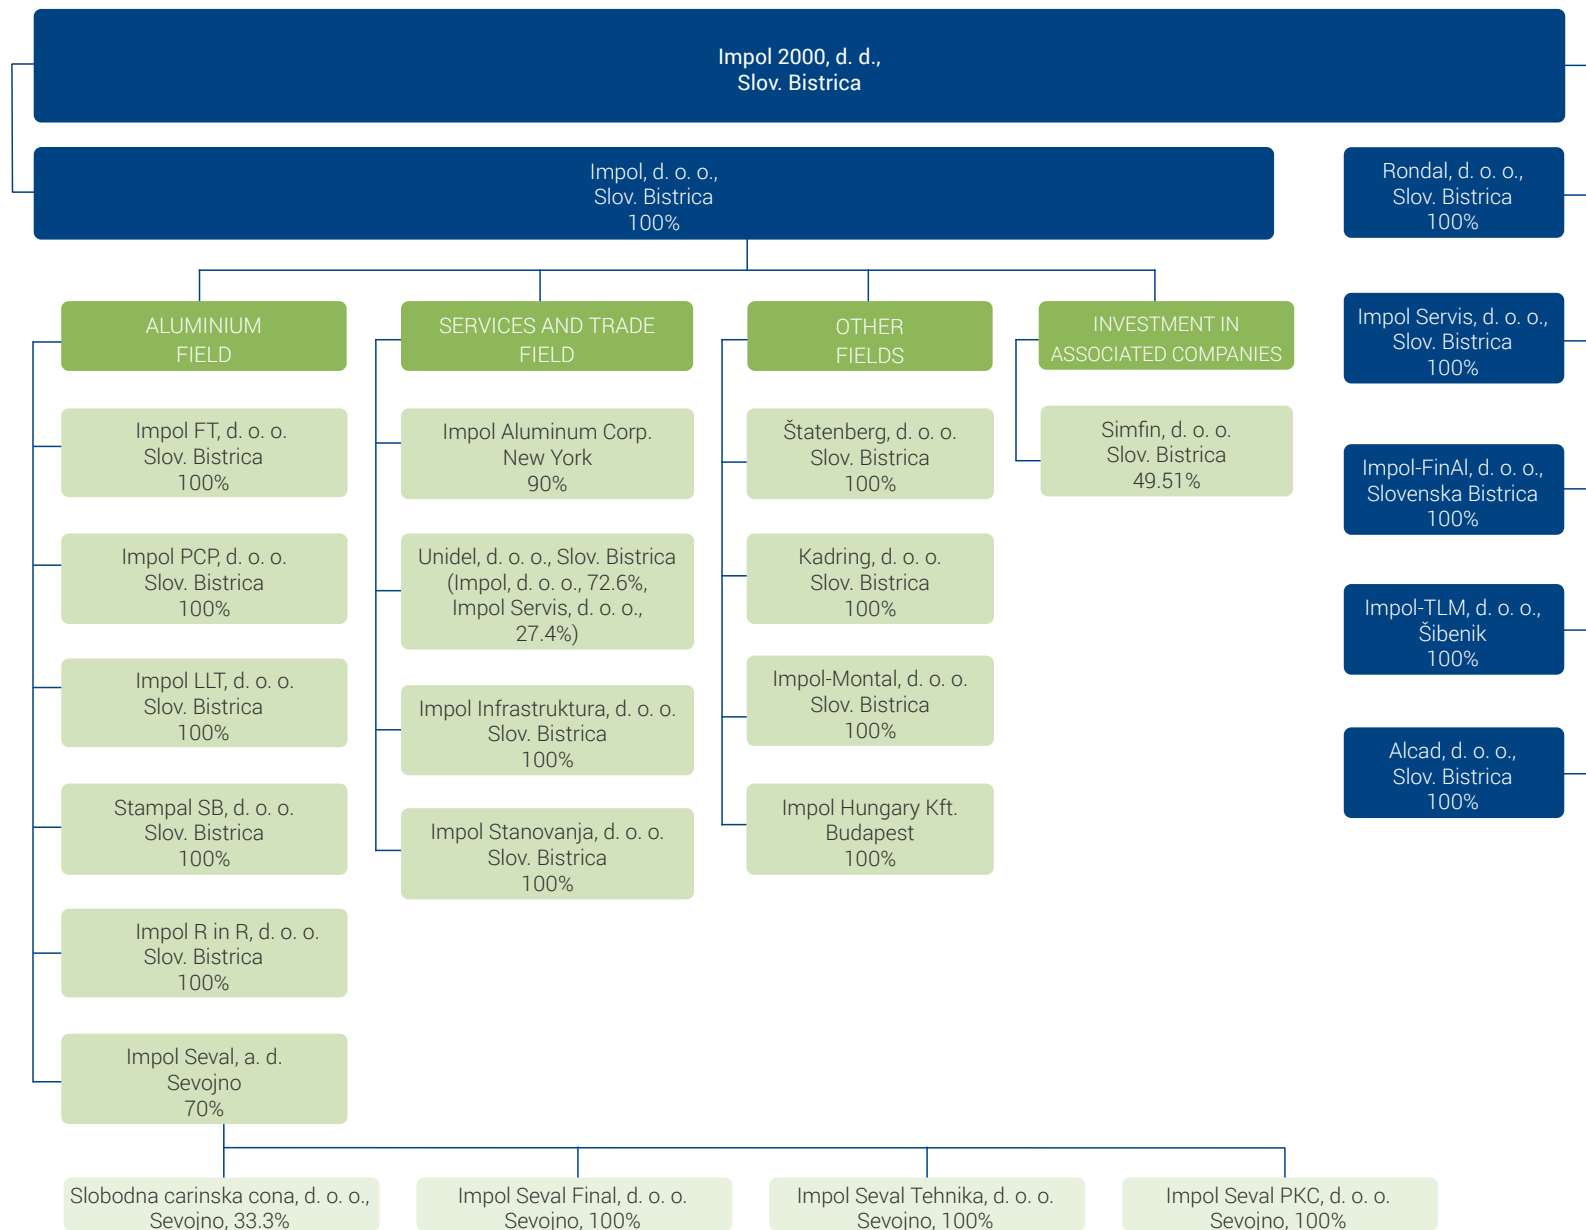 Impol 2000, d. d.,
Slov. Bistrica
Impol, d. o. o.,
Slov. Bistrica
100%
Rondal, d. o. o.,
Slov. Bistrica
100%
ALUMINIUM
FIELD
Impol FT, d. o. o.
Slov. Bistrica
100%
Impol PCP, d. o. o.
Slov. Bistrica
100%
Impol LLT, d. o. o.
Slov. Bistrica
100%
Stampal SB, d. o. o.
Slov. Bistrica
100%
Impol R in R, d. o. o.
Slov. Bistrica
100%
Impol Seval, a. d.
Sevojno
70%
SERVICES AND TRADE
FIELD
Impol Aluminum Corp.
New York
90%
Unidel, d. o. o., Slov. Bistrica
(Impol, d. o. o., 72.6%,
Impol Servis, d. o. o.,
27.4%)
Impol Infrastruktura, d. o. o.
Slov. Bistrica
100%
Impol Stanovanja, d. o. o.
Slov. Bistrica
100%
OTHER
FIELDS
Štatenberg, d. o. o.
Slov. Bistrica
100%
Kadring, d. o. o.
Slov. Bistrica
100%
Impol-Montal, d. o. o.
Slov. Bistrica
100%
Impol Hungary Kft.
Budapest
100%
INVESTMENT IN
ASSOCIATED COMPANIES
Simfin, d. o. o.
Slov. Bistrica
49.51%
Impol Servis, d. o. o.,
Slov. Bistrica
100%
Impol-FinAl, d. o. o.,
Slovenska Bistrica
100%
Impol-TLM, d. o. o.,
Šibenik
100%
Alcad, d. o. o.,
Slov. Bistrica
100%
Slobodna carinska cona, d. o. o.,
Sevojno, 33.3%
Impol Seval Final, d. o. o.
Sevojno, 100%
Impol Seval Tehnika, d. o. o.
Sevojno, 100%
Impol Seval PKC, d. o. o.
Sevojno, 100%